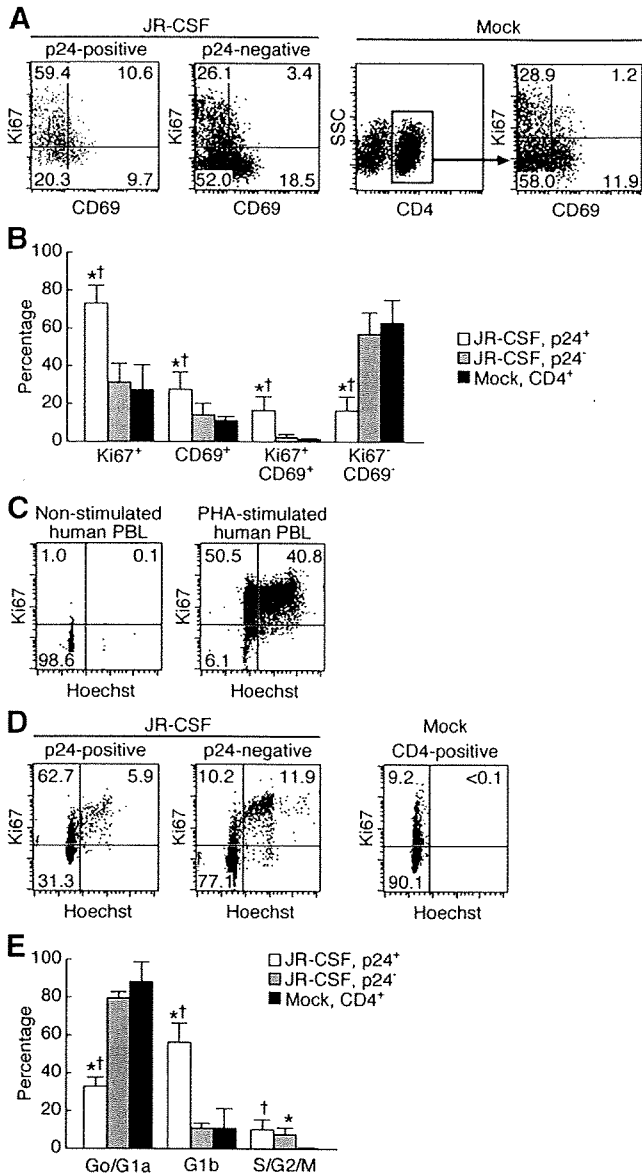 A
JR-CSF
Mock
p24-positive
p24-negative
59.4 10.6
20.3 9.7
Ki67
CD69
26.1 3.4
52.0 18.5
Ki67
CD69
SSC
CD4
28.9 1.2
58.0 11.9
Ki67
CD69
B
Percentage
80
60
40
20
0
*†
*†
*†
*†
Ki67+
CD69+
Ki67+
CD69+
Ki67-
CD69-
JR-CSF, p24+
JR-CSF, p24-
Mock, CD4+
C
Non-stimulated
human PBL
PHA-stimulated
human PBL
1.0 0.1
98.6
Ki67
Hoechst
50.5 40.8
6.1
Ki67
Hoechst
D
JR-CSF
Mock
p24-positive
p24-negative
CD4-positive
62.7 5.9
31.3
Ki67
Hoechst
10.2 11.9
77.1
Ki67
Hoechst
9.2 <0.1
90.1
Ki67
Hoechst
E
Percentage
100
80
60
40
20
0
*†
*†
†
*
Go/G1a
G1b
S/G2/M
JR-CSF, p24+
JR-CSF, p24-
Mock, CD4+